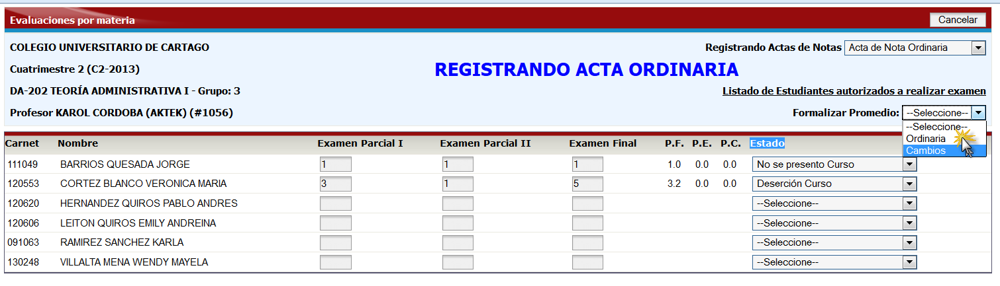 Evaluaciones por materia Cancelar
COLEGIO UNIVERSITARIO DE CARTAGO Registrando Actas de Notas Acta de Nota Ordinaria
Cuatrimestre 2 (C2-2013) REGISTRANDO ACTA ORDINARIA
DA-202 TEORÍA ADMINISTRATIVA I - Grupo: 3 Listado de Estudiantes autorizados a realizar examen
Profesor KAROL CORDOBA (AKTEK) (#1056) Formalizar Promedio: --Seleccione--
--Seleccione--
Ordinaria
Cambios
Carnet Nombre Examen Parcial I Examen Parcial II Examen Final P.F. P.E. P.C. Estado
111049 BARRIOS QUESADA JORGE 1 1 1 1.0 0.0 0.0 No se presento Curso
120553 CORTEZ BLANCO VERONICA MARIA 3 1 5 3.2 0.0 0.0 Deserción Curso
120620 HERNANDEZ QUIROS PABLO ANDRES --Seleccione--
120606 LEITON QUIROS EMILY ANDREINA --Seleccione--
091063 RAMIREZ SANCHEZ KARLA --Seleccione--
130248 VILLALTA MENA WENDY MAYELA --Seleccione--